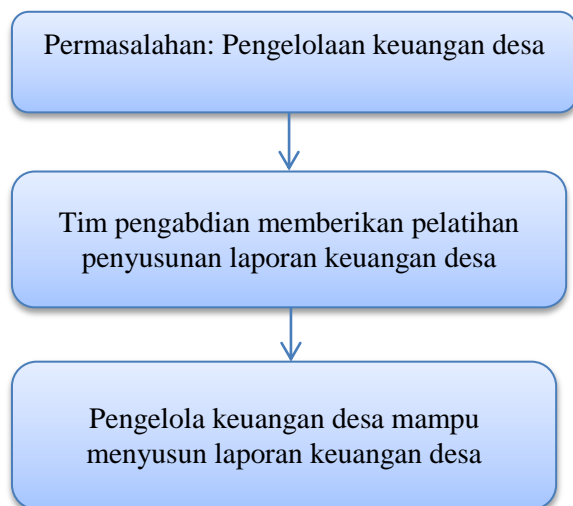 Permasalahan: Pengelolaan keuangan desa
Tim pengabdian memberikan pelatihan
penyusunan laporan keuangan desa
Pengelola keuangan desa mampu
menyusun laporan keuangan desa